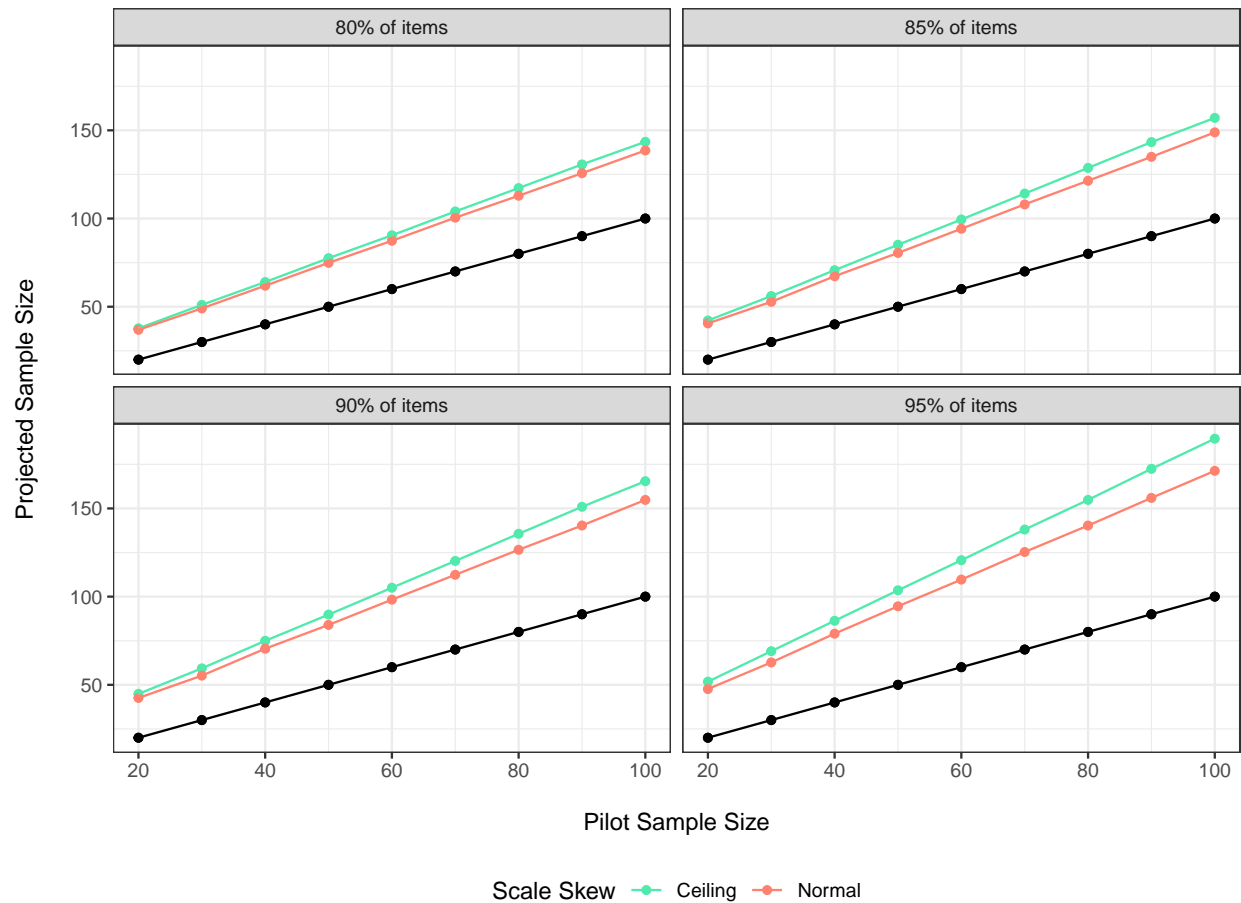 80% of items
85% of items
150
100
50
90% of items
95% of items
150
100
50
20 40 60 80 100
20 40 60 80 100
Projected Sample Size
Pilot Sample Size
Scale Skew Ceiling Normal